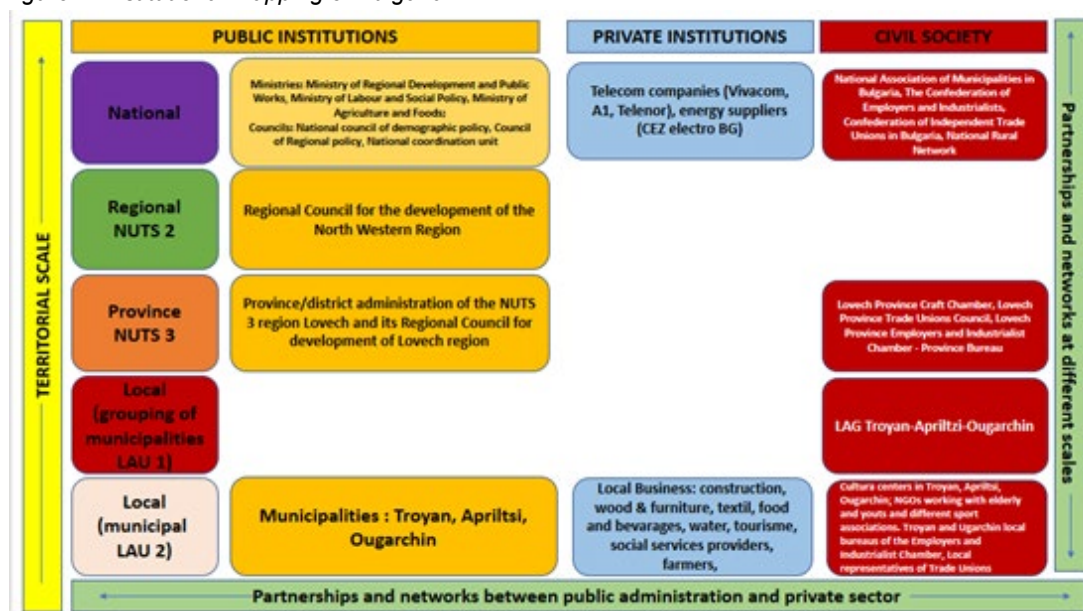 PUBLIC INSTITUTIONS
PRIVATE INSTITUTIONS
CIVIL SOCIETY
TERRITORIAL SCALE
Partnerships and networks at different scales
National
Ministries: Ministry of Regional Development and Public
Works, Ministry of Labour and Social Policy, Ministry of
Agriculture and Foods;
Councils: National council of demographic policy, Council
of Regional policy, National coordination unit
Telecom companies (Vivacom,
A1, Telenor), energy suppliers
(CEZ electro BG)
National Association of Municipalities in
Bulgaria, The Confederation of
Employers and Industrialists,
Confederation of Independent Trade
Unions in Bulgaria, National Rural
Network
Regional
NUTS 2
Regional Council for the development of the
North Western Region
Province
NUTS 3
Province/district administration of the NUTS
3 region Lovech and its Regional Council for
development of Lovech region
Lovech Province Craft Chamber, Lovech
Province Trade Unions Council, Lovech
Province Employers and Industrialist
Chamber - Province Bureau
Local
(grouping of
municipalities
LAU 1)
LAG Troyan-Apriltzi-Ougarchin
Local
(municipal
LAU 2)
Municipalities : Troyan, Apriltsi,
Ougarchin
Local Business: construction,
wood & furniture, textil, food
and bevarages, water, tourisme,
social services providers,
farmers,
Cultura centers in Troyan, Apriltsi,
Ougarchin; NGOs working with elderly
and youts and different sport
associations. Troyan and Ugarchin local
bureaus of the Employers and
Industrialist Chamber, Local
representatives of Trade Unions
Partnerships and networks between public administration and private sector